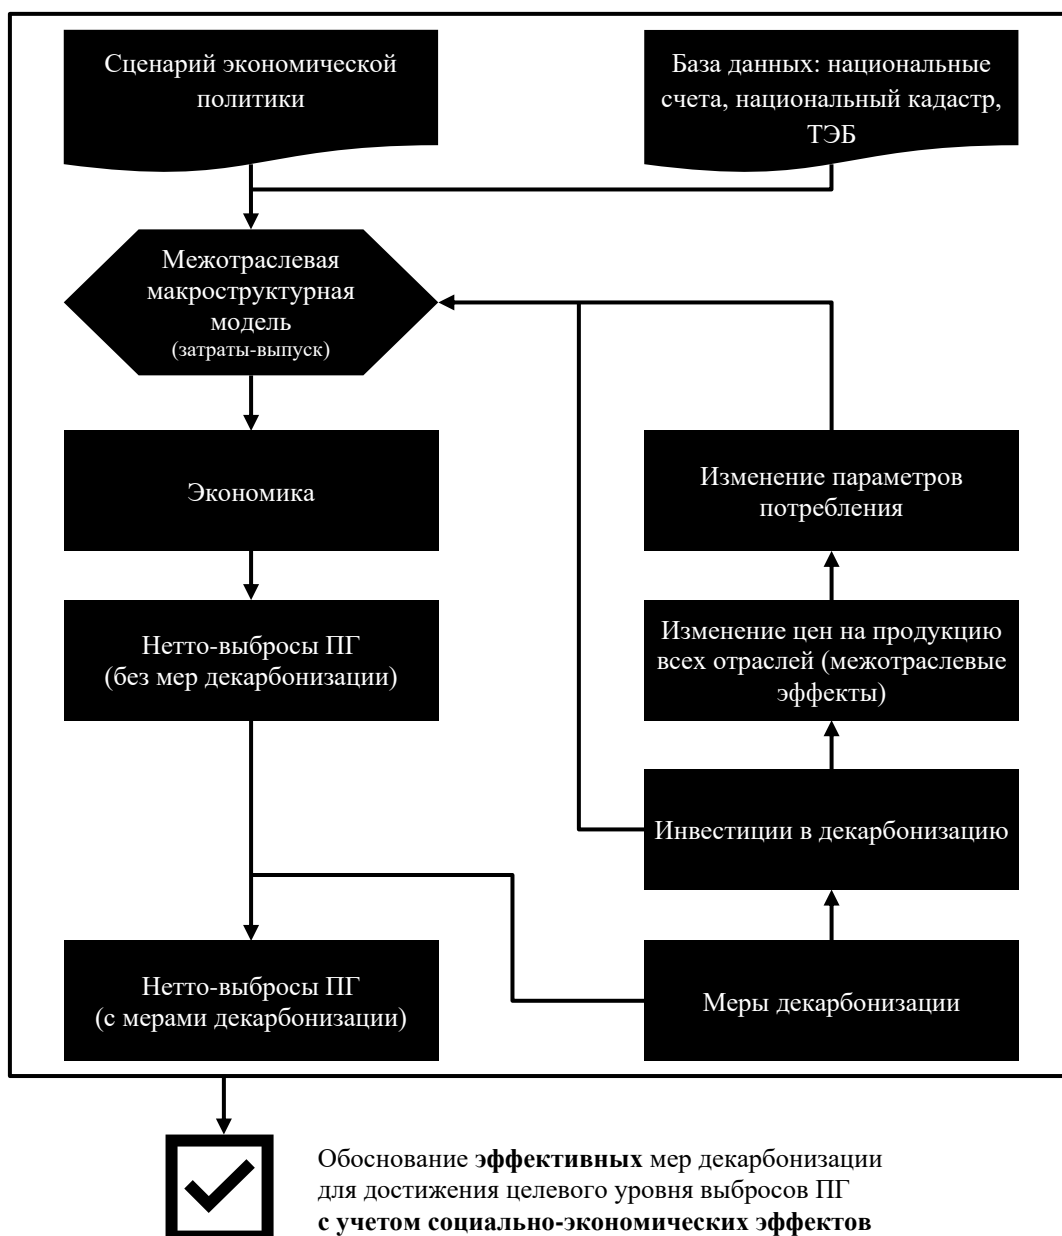 Сценарий экономической
политики
База данных: национальные
счета, национальный кадастр,
ТЭБ
Межотраслевая
макроструктурная
модель
(затраты-выпуск)
Экономика
Изменение параметров
потребления
Нетто-выбросы ПГ
(без мер декарбонизации)
Изменение цен на продукцию
всех отраслей (межотраслевые
эффекты)
Инвестиции в декарбонизацию
Нетто-выбросы ПГ
(с мерами декарбонизации)
Меры декарбонизации
Обоснование эффективных мер декарбонизации
для достижения целевого уровня выбросов ПГ
с учетом социально-экономических эффектов